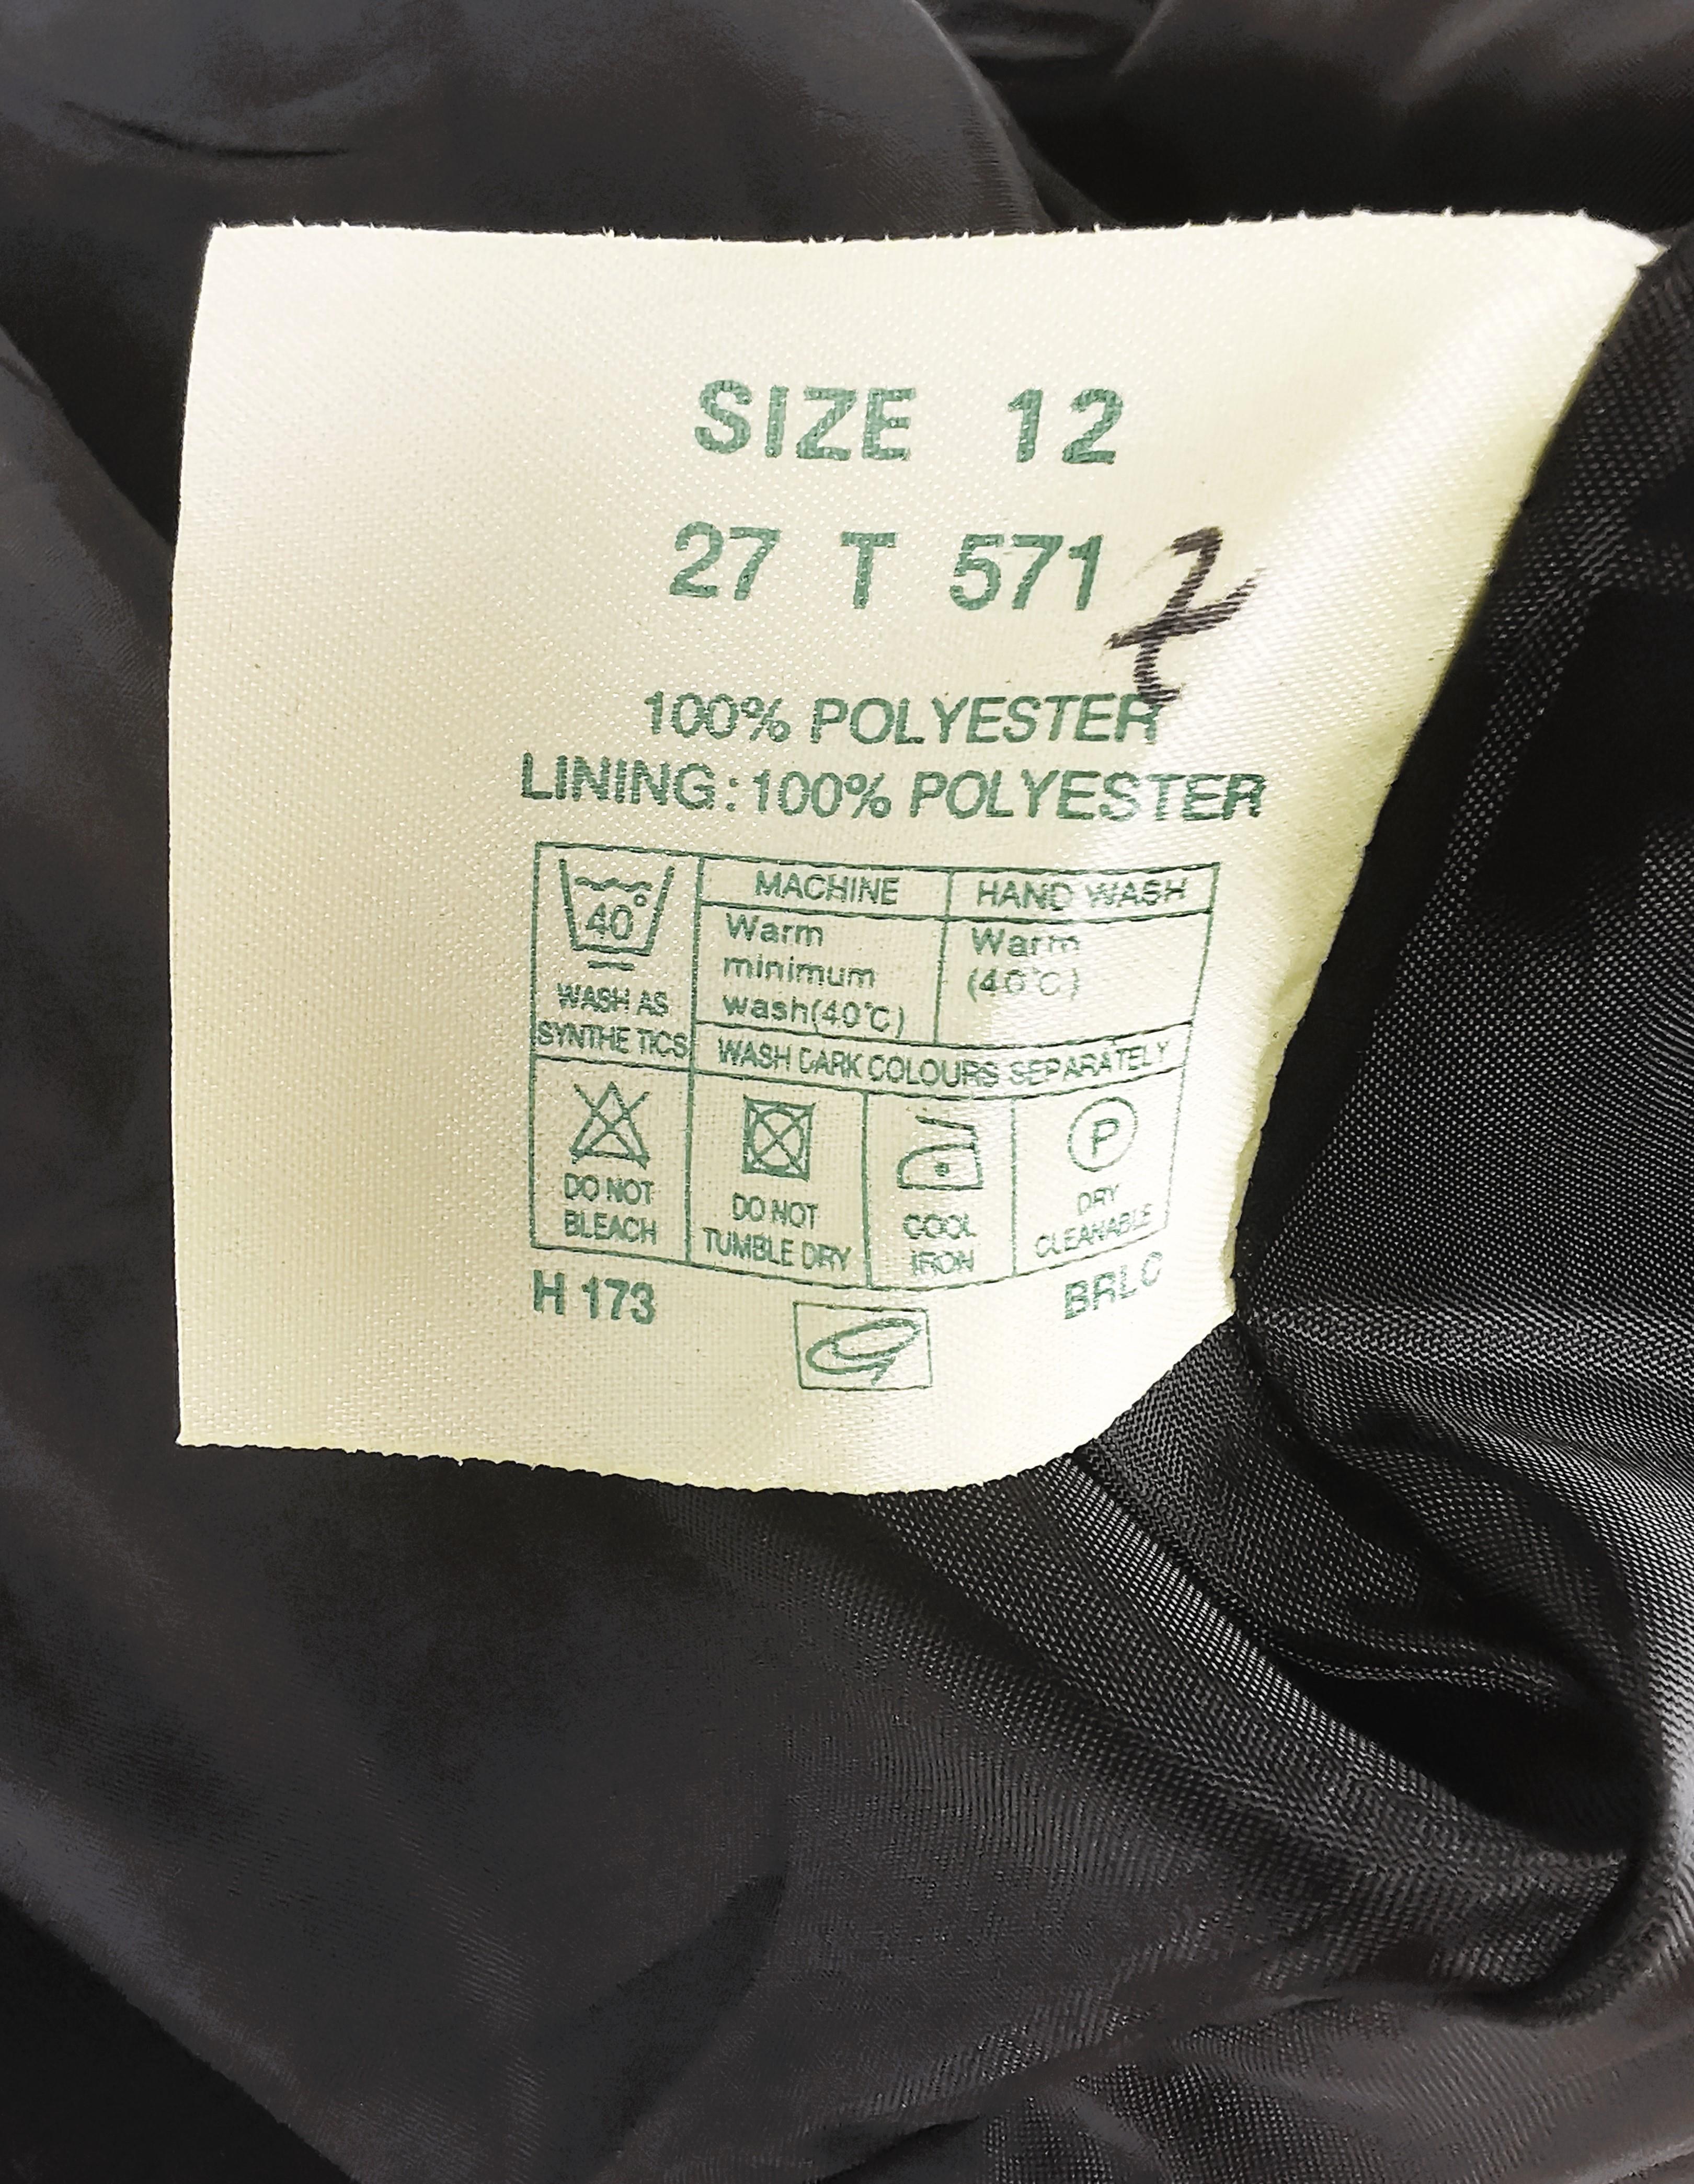 SIZE 12
27 T 571
100% POLYESTER
LINING:100% POLYESTER
40°
WASH AS
SYNTHETICS
MACHINE
Warm
minimum
wash(40°C)
HAND WASH
Warm
(40°C)
WASH DARK COLOURS SEPARATELY
DO NOT
BLEACH
DO NOT
TUMBLE DRY
COOL
IRON
P
DRY
CLEANABLE
H 173
BRLC